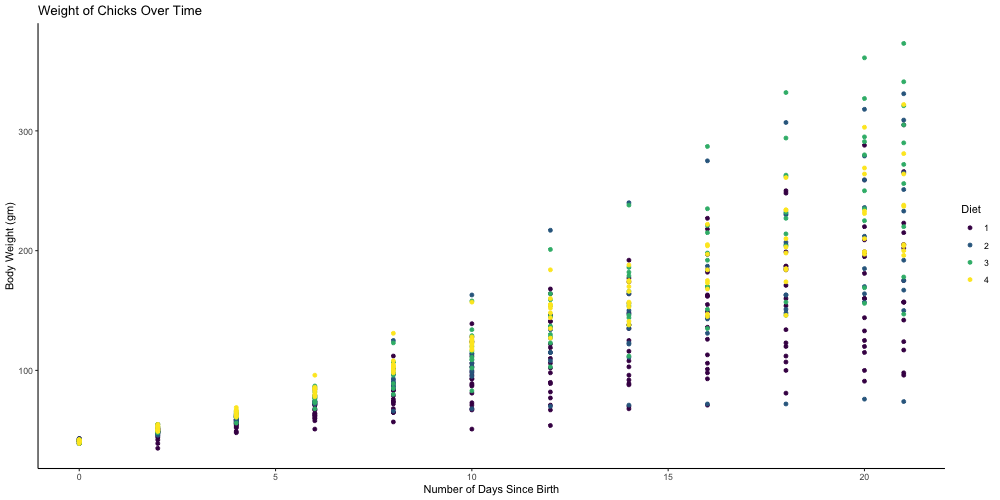 Weight of Chicks Over Time
Body Weight (gm)
300
200
100
0 5 10 15 20
Number of Days Since Birth
Diet
1
2
3
4